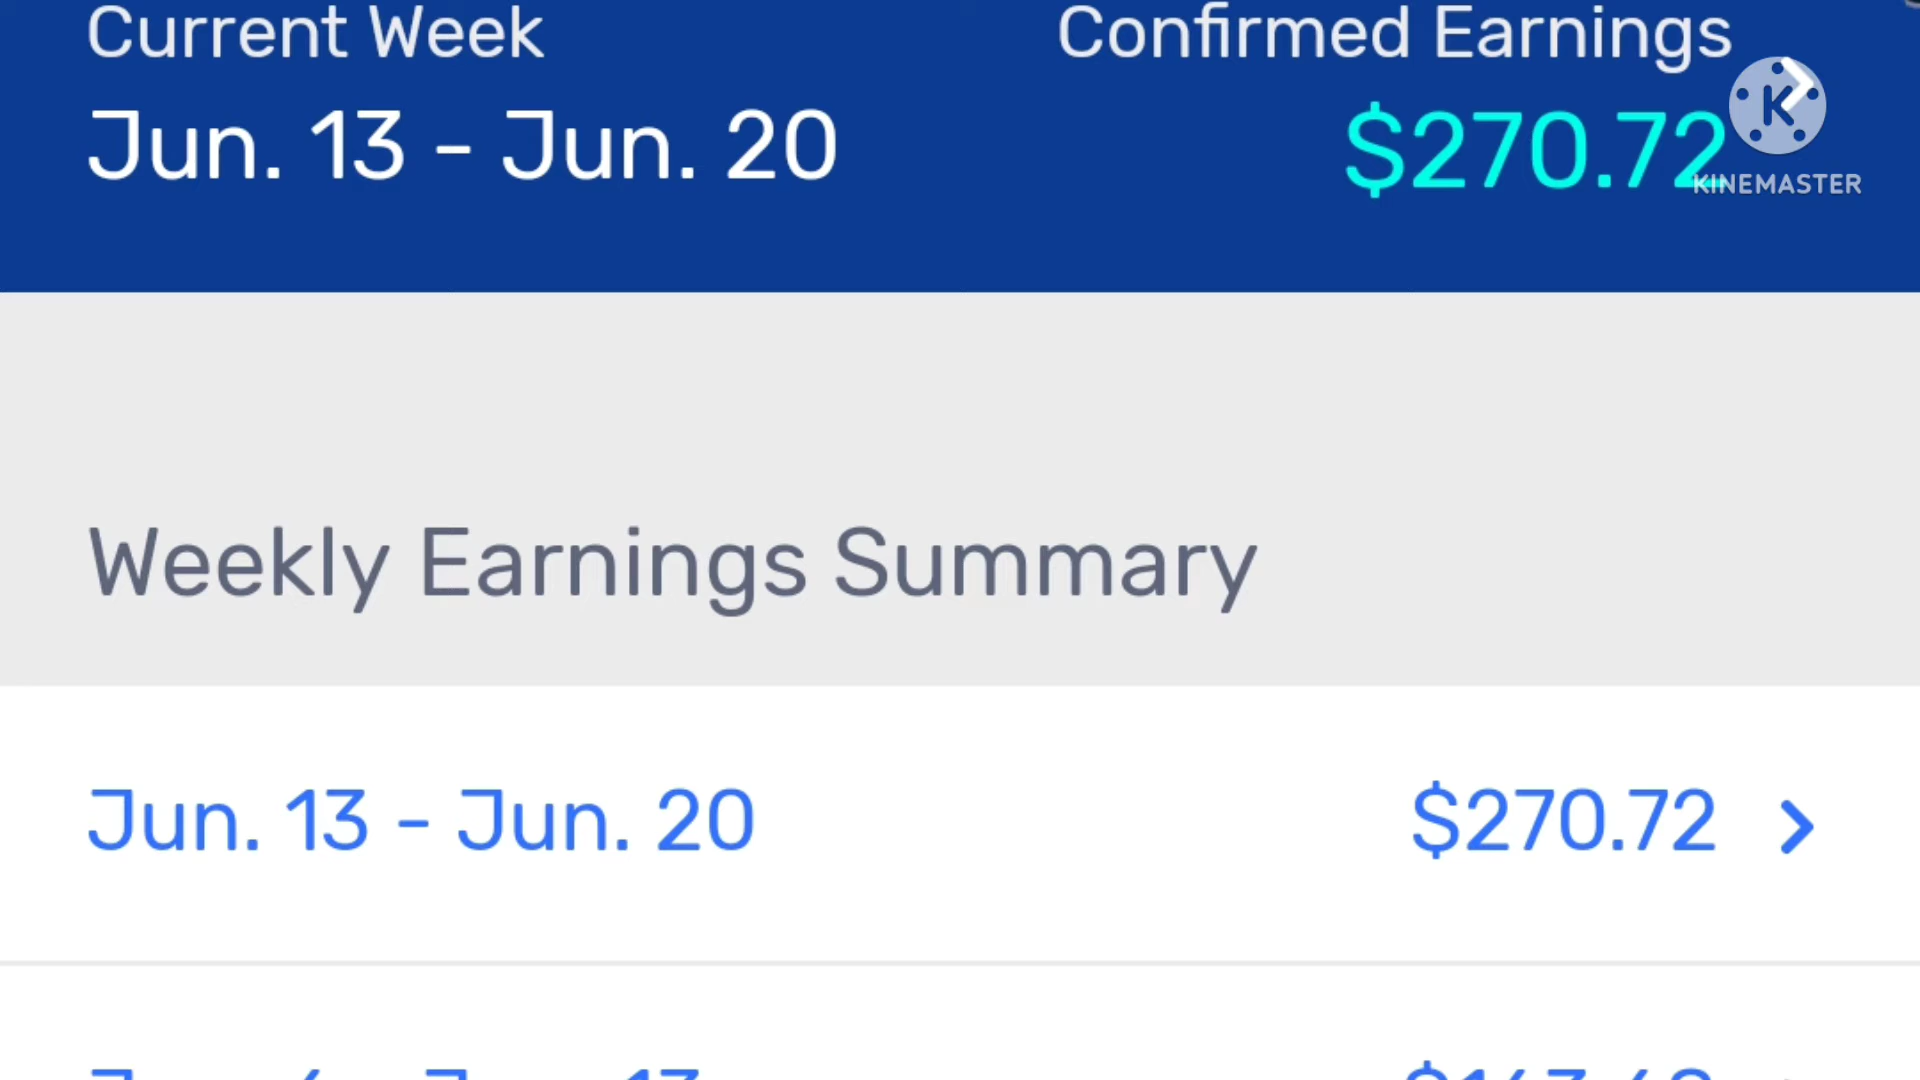 Current Week Confirmed Earnings
Jun. 13 - Jun. 20 $270.72
KINEMASTER
Weekly Earnings Summary
Jun. 13 - Jun. 20 $270.72